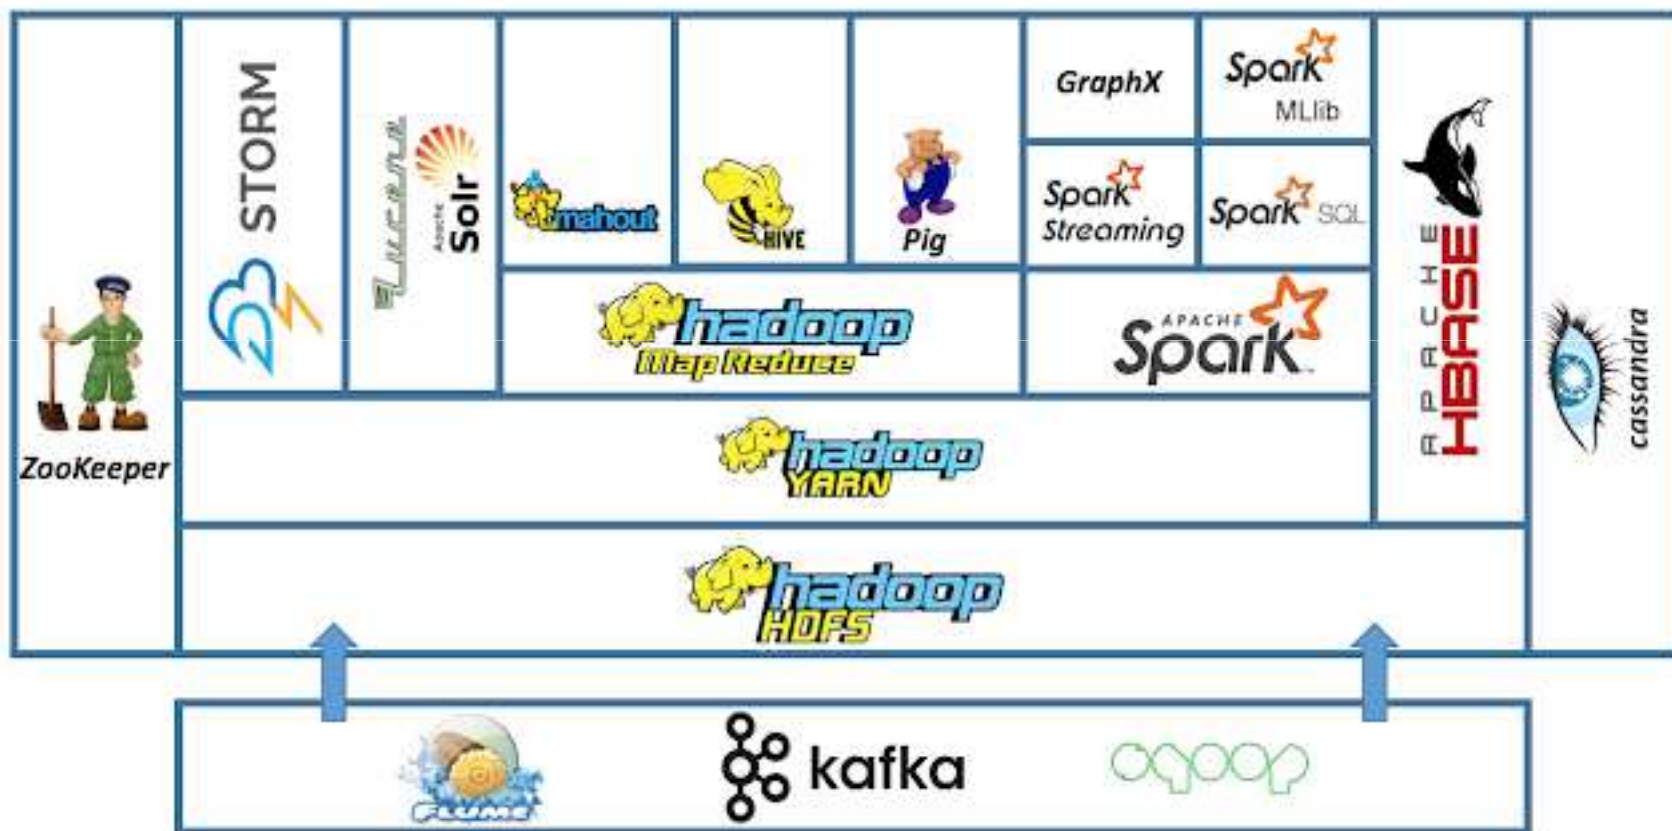 ZooKeeper
STORM
Lucene
Apache
Solr
mahout
HIVE
Pig
GraphX
Spark
MLlib
Spark
Streaming
Spark SQL
hadoop
Map Reduce
APACHE
Spark
APACHE
HBASE
cassandra
hadoop
YARN
hadoop
HDFS
FLUME
kafka
sqoop